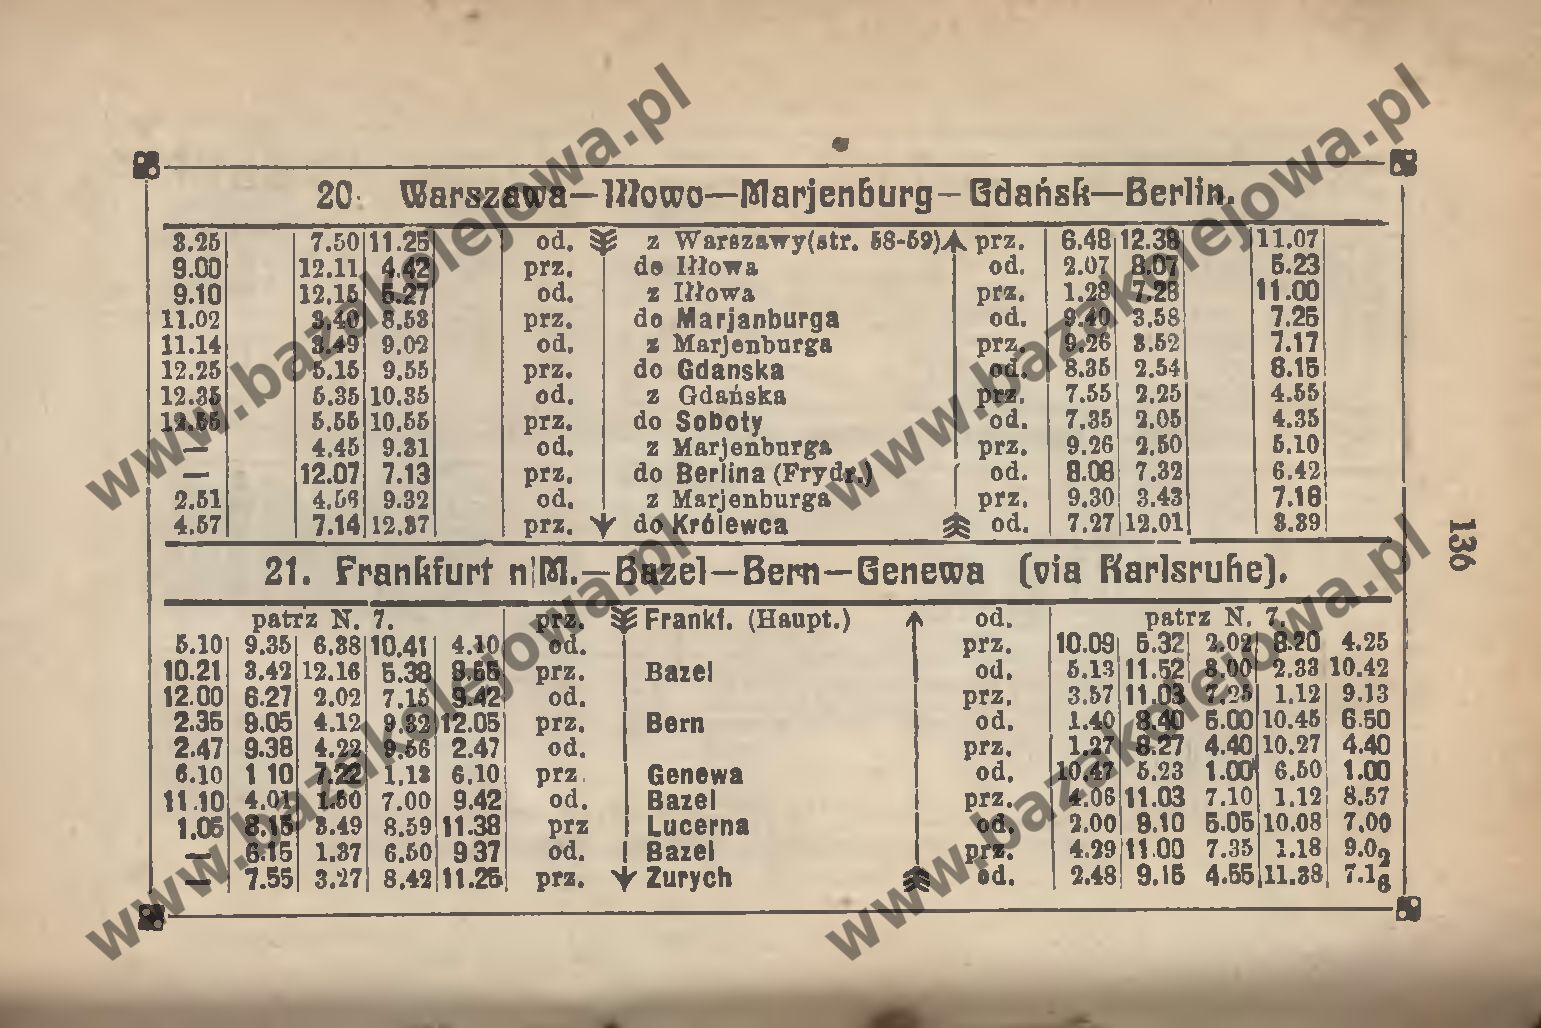 20. Warszawa—Iłłowo—Marjenburg—Gdańsk—Berlin.
3.25 7.50 11.25 od. z Warszawy(str. 58-59) prz. 6.48 12.38 11.07
9.00 12.11 4.42 prz. do Iłłowa od. 2.07 8.07 5.23
9.10 12.15 5.27 od. z Iłłowa prz. 1.28 7.28 11.00
11.02 3.40 8.53 prz. do Marjanburga od. 9.40 3.58 7.25
11.14 3.49 9.02 od. z Marjenburga prz. 9.26 3.52 7.17
12.25 5.15 9.55 prz. do Gdanska od. 8.35 2.54 6.15
12.35 5.35 10.35 od. z Gdańska prz. 7.55 2.25 4.55
12.55 5.55 10.55 prz. do Soboty od. 7.35 2.05 4.35
— 4.45 9.31 od. z Marjenburga prz. 9.26 2.50 5.10
— 12.07 7.13 prz. do Berlina (Frydr.) od. 8.08 7.32 6.42
2.51 4.56 9.32 od. z Marjenburga prz. 9.30 3.43 7.16
4.57 7.14 12.37 prz. do Królewca od. 7.27 12.01 3.39
136
21. Frankfurt n|M.—Bazel—Bern—Genewa (via Karlsruhe).
patrz N. 7. prz. Frankf. (Haupt.) od. patrz N. 7.
5.10 9.35 6.38 10.41 4.10 od. prz. 10.09 5.32 2.02 8.20 4.25
10.21 3.42 12.16 5.38 8.55 prz. Bazel od. 5.13 11.52 8.00 2.33 10.42
12.00 6.27 2.02 7.15 9.42 od. prz. 3.57 11.03 7.25 1.12 9.13
2.35 9.05 4.12 9.32 12.05 prz. Bern od. 1.40 8.40 5.00 10.45 6.50
2.47 9.38 4.22 9.56 2.47 od. prz. 1.27 8.27 4.40 10.27 4.40
6.10 1 10 7.22 1.13 6.10 prz. Genewa od. 10.47 5.23 1.00 6.50 1.00
11.10 4.01 1.50 7.00 9.42 od. Bazel prz. 4.06 11.03 7.10 1.12 8.57
1.05 8.15 3.49 8.59 11.38 prz Lucerna od. 2.00 9.10 5.05 10.08 7.00
— 6.15 1.37 6.50 9 37 od. Bazel prz. 4.29 11.00 7.35 1.18 9.02
— 7.55 3.27 8.42 11.25 prz. Zurych od. 2.48 9.15 4.55 11.38 7.16
www.bazakolejowa.pl
www.bazakolejowa.pl
www.bazakolejowa.pl
www.bazakolejowa.pl